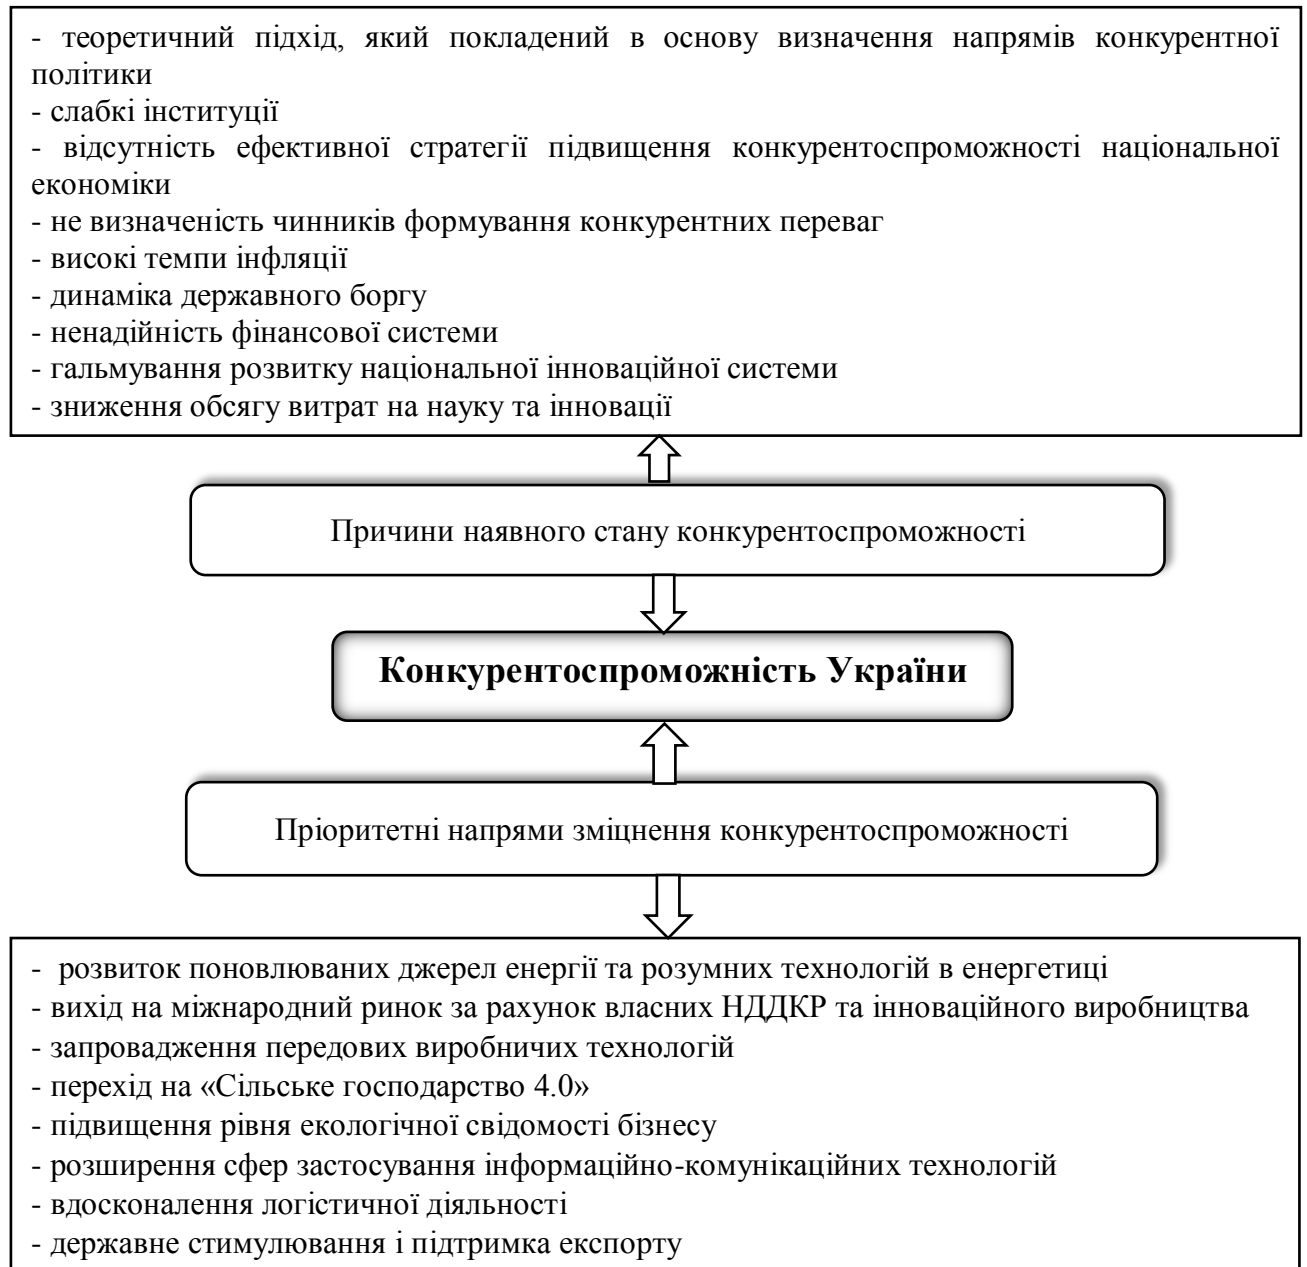 - теоретичний підхід, який покладений в основу визначення напрямів конкурентної
політики
- слабкі інституції
- відсутність ефективної стратегії підвищення конкурентоспроможності національної
економіки
- не визначеність чинників формування конкурентних переваг
- високі темпи інфляції
- динаміка державного боргу
- ненадійність фінансової системи
- гальмування розвитку національної інноваційної системи
- зниження обсягу витрат на науку та інновації
Причини наявного стану конкурентоспроможності
Конкурентоспроможність України
Пріоритетні напрями зміцнення конкурентоспроможності
- розвиток поновлюваних джерел енергії та розумних технологій в енергетиці
- вихід на міжнародний ринок за рахунок власних НДДКР та інноваційного виробництва
- запровадження передових виробничих технологій
- перехід на «Сільське господарство 4.0»
- підвищення рівня екологічної свідомості бізнесу
- розширення сфер застосування інформаційно-комунікаційних технологій
- вдосконалення логістичної діяльності
- державне стимулювання і підтримка експорту